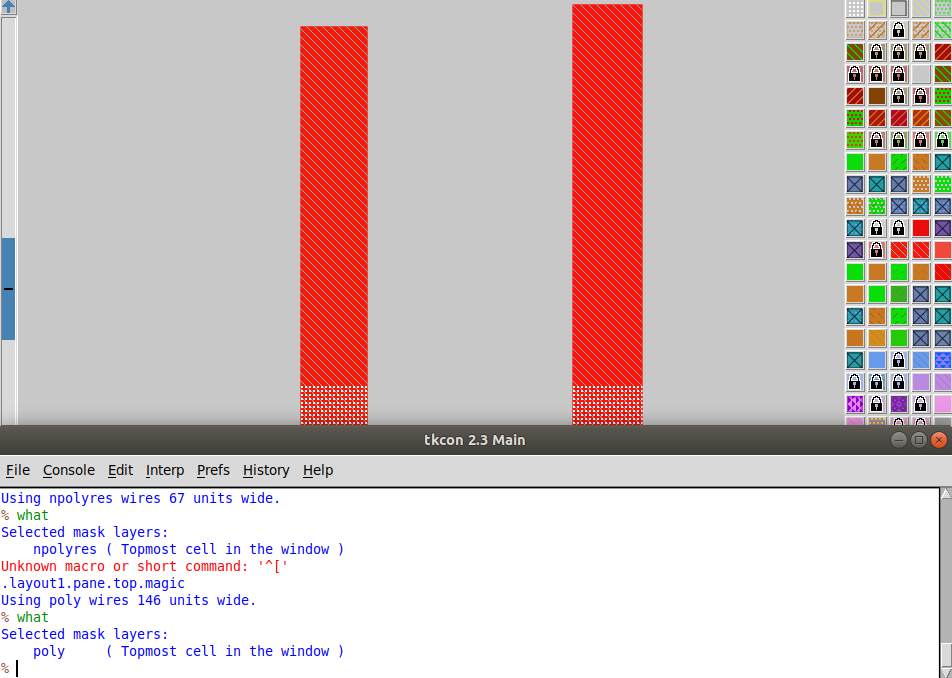 tkcon 2.3 Main
File Console Edit Interp Prefs History Help
Using npolyres wires 67 units wide.
% what
Selected mask layers:
npolyres ( Topmost cell in the window )
Unknown macro or short command: '^['
.layout1.pane.top.magic
Using poly wires 146 units wide.
% what
Selected mask layers:
poly ( Topmost cell in the window )
%